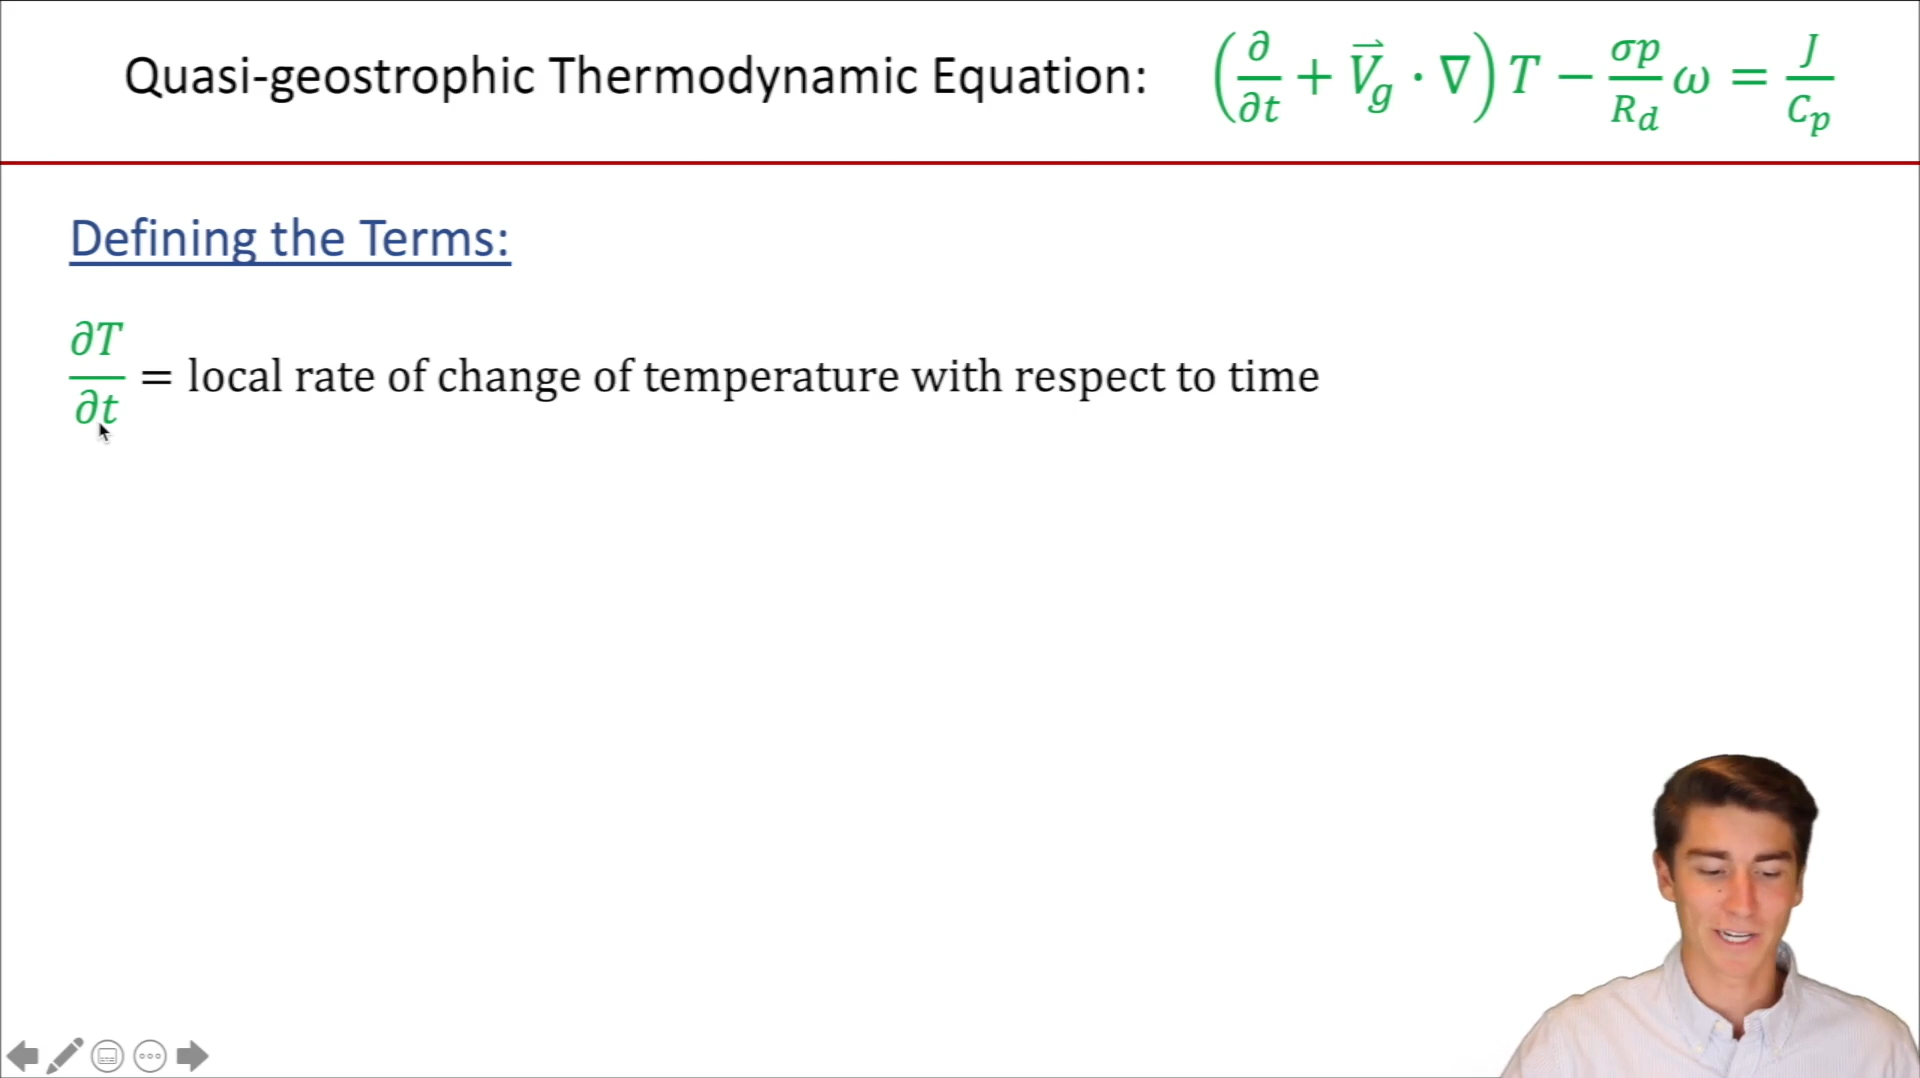 Quasi-geostrophic Thermodynamic Equation: (∂/∂t + V⃗g · ∇) T − σp/Rd ω = J/Cp
Defining the Terms:
∂T/∂t = local rate of change of temperature with respect to time